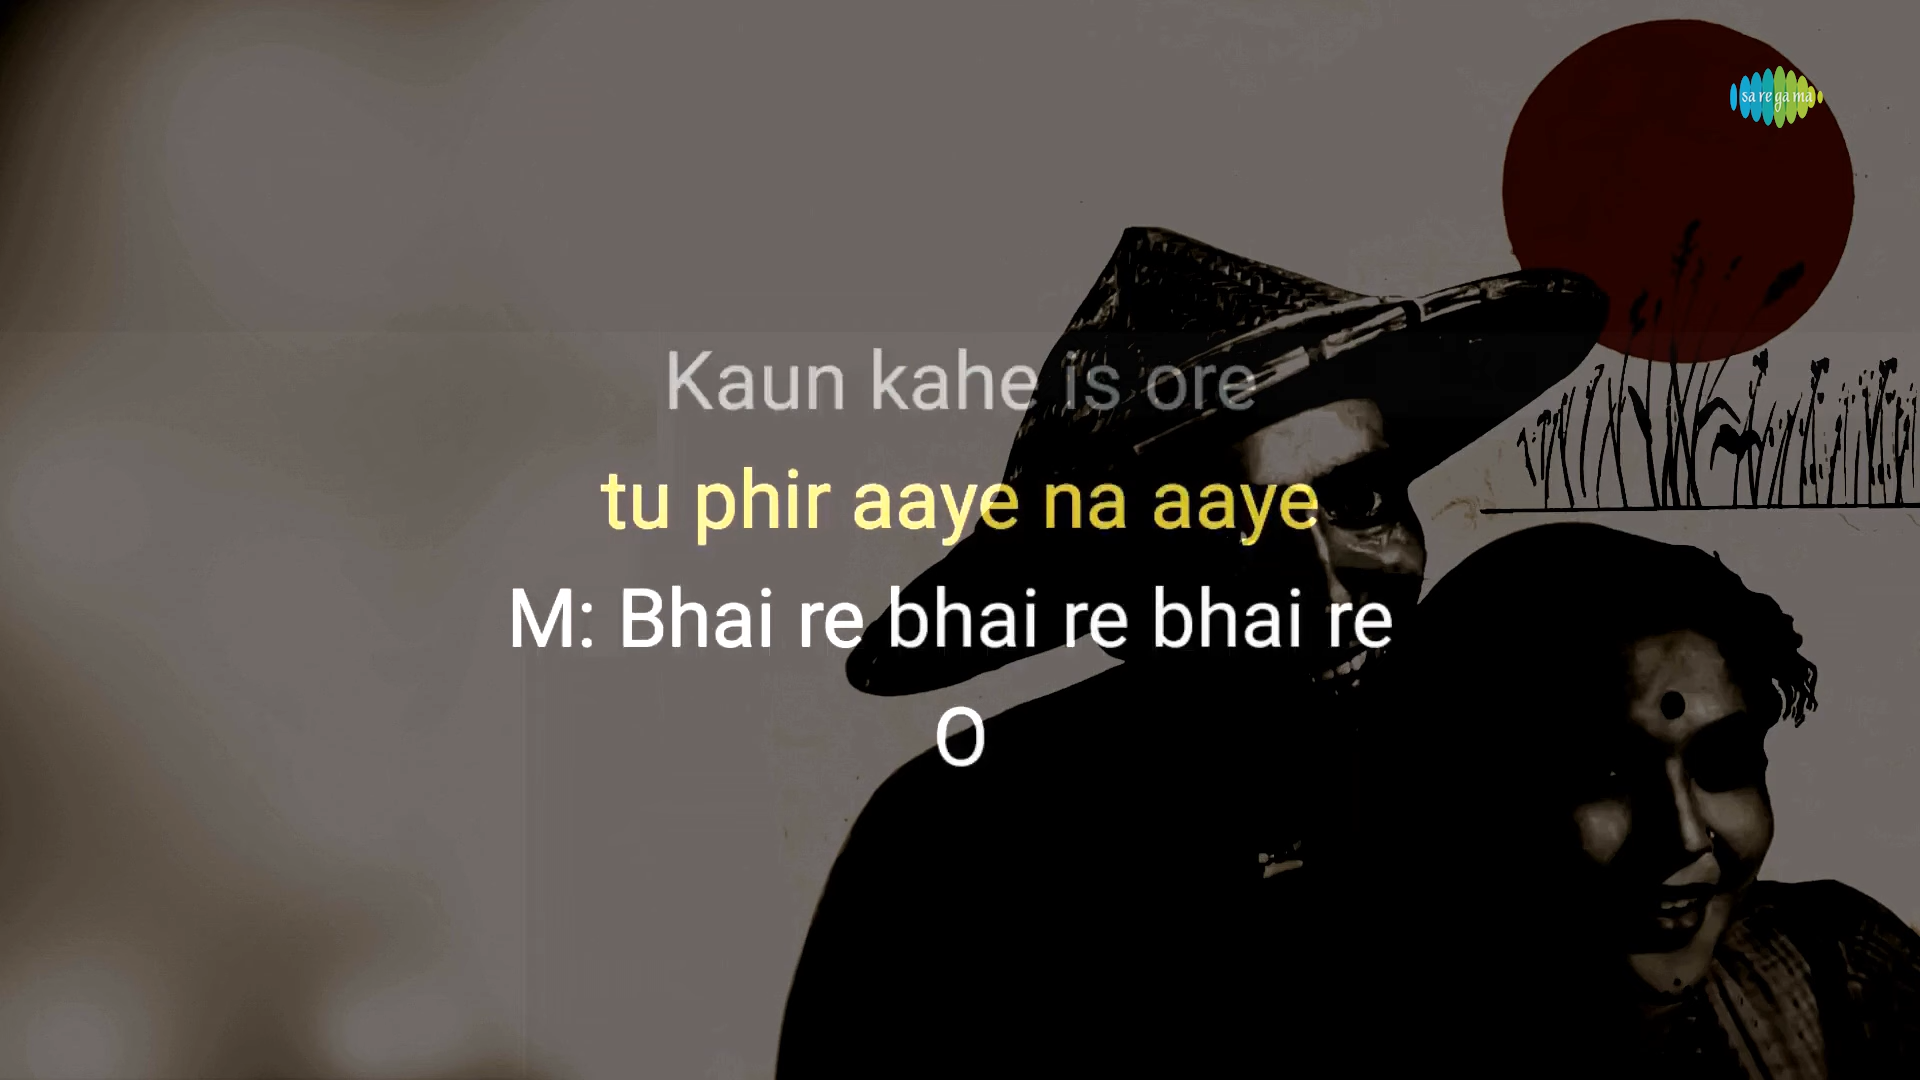 sa re ga ma
Kaun kahe is ore
tu phir aaye na aaye
M: Bhai re bhai re bhai re
O